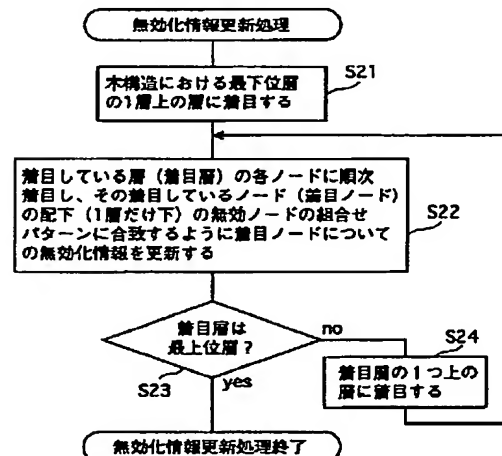 無効化情報更新処理
S21
木構造における最下位層
の1層上の層に着目する
着目している層（着目層）の各ノードに順次
着目し、その着目しているノード（着目ノード）
の配下（1層だけ下）の無効ノードの組合せ
パターンに合致するように着目ノードについて
の無効化情報を更新する
S22
着目層は
最上位層？
no
S23
yes
S24
着目層の1つ上の
層に着目する
無効化情報更新処理終了